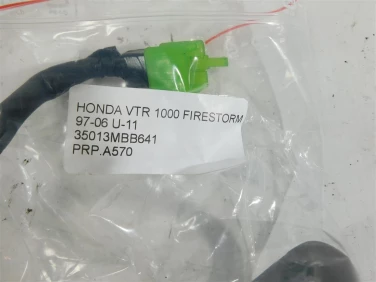 HONDA VTR 1000 FIRESTORM
97-06 U-11
35013MBB641
PRP.A570